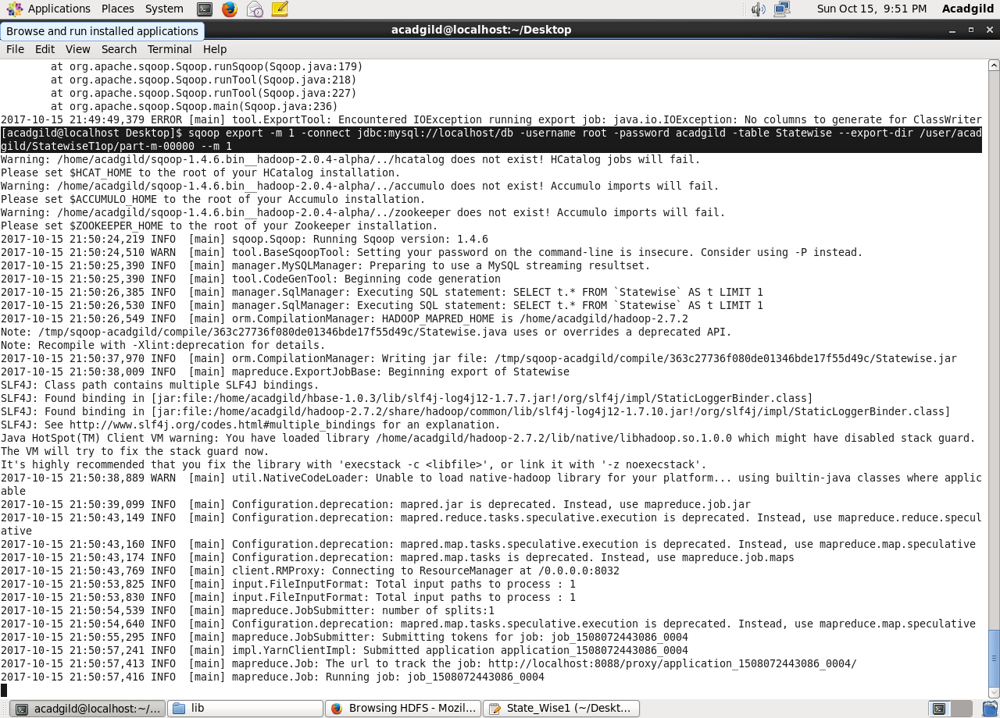 Applications Places System Sun Oct 15, 9:51 PM Acadgild
Browse and run installed applications
acadgild@localhost:~/Desktop
File Edit View Search Terminal Help
at org.apache.sqoop.Sqoop.runSqoop(Sqoop.java:179)
at org.apache.sqoop.Sqoop.runTool(Sqoop.java:218)
at org.apache.sqoop.Sqoop.runTool(Sqoop.java:227)
at org.apache.sqoop.Sqoop.main(Sqoop.java:236)
2017-10-15 21:49:49,379 ERROR [main] tool.ExportTool: Encountered IOException running export job: java.io.IOException: No columns to generate for ClassWriter
[acadgild@localhost Desktop]$ sqoop export -m 1 -connect jdbc:mysql://localhost/db -username root -password acadgild -table Statewise --export-dir /user/acad
gild/StatewiseT1op/part-m-00000 --m 1
Warning: /home/acadgild/sqoop-1.4.6.bin__hadoop-2.0.4-alpha/../hcatalog does not exist! HCatalog jobs will fail.
Please set $HCAT_HOME to the root of your HCatalog installation.
Warning: /home/acadgild/sqoop-1.4.6.bin__hadoop-2.0.4-alpha/../accumulo does not exist! Accumulo imports will fail.
Please set $ACCUMULO_HOME to the root of your Accumulo installation.
Warning: /home/acadgild/sqoop-1.4.6.bin__hadoop-2.0.4-alpha/../zookeeper does not exist! Accumulo imports will fail.
Please set $ZOOKEEPER_HOME to the root of your Zookeeper installation.
2017-10-15 21:50:24,219 INFO  [main] sqoop.Sqoop: Running Sqoop version: 1.4.6
2017-10-15 21:50:24,510 WARN  [main] tool.BaseSqoopTool: Setting your password on the command-line is insecure. Consider using -P instead.
2017-10-15 21:50:25,390 INFO  [main] manager.MySQLManager: Preparing to use a MySQL streaming resultset.
2017-10-15 21:50:25,390 INFO  [main] tool.CodeGenTool: Beginning code generation
2017-10-15 21:50:26,385 INFO  [main] manager.SqlManager: Executing SQL statement: SELECT t.* FROM `Statewise` AS t LIMIT 1
2017-10-15 21:50:26,530 INFO  [main] manager.SqlManager: Executing SQL statement: SELECT t.* FROM `Statewise` AS t LIMIT 1
2017-10-15 21:50:26,549 INFO  [main] orm.CompilationManager: HADOOP_MAPRED_HOME is /home/acadgild/hadoop-2.7.2
Note: /tmp/sqoop-acadgild/compile/363c27736f080de01346bde17f55d49c/Statewise.java uses or overrides a deprecated API.
Note: Recompile with -Xlint:deprecation for details.
2017-10-15 21:50:37,970 INFO  [main] orm.CompilationManager: Writing jar file: /tmp/sqoop-acadgild/compile/363c27736f080de01346bde17f55d49c/Statewise.jar
2017-10-15 21:50:38,009 INFO  [main] mapreduce.ExportJobBase: Beginning export of Statewise
SLF4J: Class path contains multiple SLF4J bindings.
SLF4J: Found binding in [jar:file:/home/acadgild/hbase-1.0.3/lib/slf4j-log4j12-1.7.7.jar!/org/slf4j/impl/StaticLoggerBinder.class]
SLF4J: Found binding in [jar:file:/home/acadgild/hadoop-2.7.2/share/hadoop/common/lib/slf4j-log4j12-1.7.10.jar!/org/slf4j/impl/StaticLoggerBinder.class]
SLF4J: See http://www.slf4j.org/codes.html#multiple_bindings for an explanation.
Java HotSpot(TM) Client VM warning: You have loaded library /home/acadgild/hadoop-2.7.2/lib/native/libhadoop.so.1.0.0 which might have disabled stack guard.
The VM will try to fix the stack guard now.
It's highly recommended that you fix the library with 'execstack -c <libfile>', or link it with '-z noexecstack'.
2017-10-15 21:50:38,889 WARN  [main] util.NativeCodeLoader: Unable to load native-hadoop library for your platform... using builtin-java classes where applic
able
2017-10-15 21:50:39,099 INFO  [main] Configuration.deprecation: mapred.jar is deprecated. Instead, use mapreduce.job.jar
2017-10-15 21:50:43,149 INFO  [main] Configuration.deprecation: mapred.reduce.tasks.speculative.execution is deprecated. Instead, use mapreduce.reduce.specul
ative
2017-10-15 21:50:43,160 INFO  [main] Configuration.deprecation: mapred.map.tasks.speculative.execution is deprecated. Instead, use mapreduce.map.speculative
2017-10-15 21:50:43,174 INFO  [main] Configuration.deprecation: mapred.map.tasks is deprecated. Instead, use mapreduce.job.maps
2017-10-15 21:50:43,769 INFO  [main] client.RMProxy: Connecting to ResourceManager at /0.0.0.0:8032
2017-10-15 21:50:53,825 INFO  [main] input.FileInputFormat: Total input paths to process : 1
2017-10-15 21:50:53,830 INFO  [main] input.FileInputFormat: Total input paths to process : 1
2017-10-15 21:50:54,539 INFO  [main] mapreduce.JobSubmitter: number of splits:1
2017-10-15 21:50:54,640 INFO  [main] Configuration.deprecation: mapred.map.tasks.speculative.execution is deprecated. Instead, use mapreduce.map.speculative
2017-10-15 21:50:55,295 INFO  [main] mapreduce.JobSubmitter: Submitting tokens for job: job_1508072443086_0004
2017-10-15 21:50:57,241 INFO  [main] impl.YarnClientImpl: Submitted application application_1508072443086_0004
2017-10-15 21:50:57,413 INFO  [main] mapreduce.Job: The url to track the job: http://localhost:8088/proxy/application_1508072443086_0004/
2017-10-15 21:50:57,416 INFO  [main] mapreduce.Job: Running job: job_1508072443086_0004
acadgild@localhost:~/... lib Browsing HDFS - Mozil... State_Wise1 (~/Deskt...